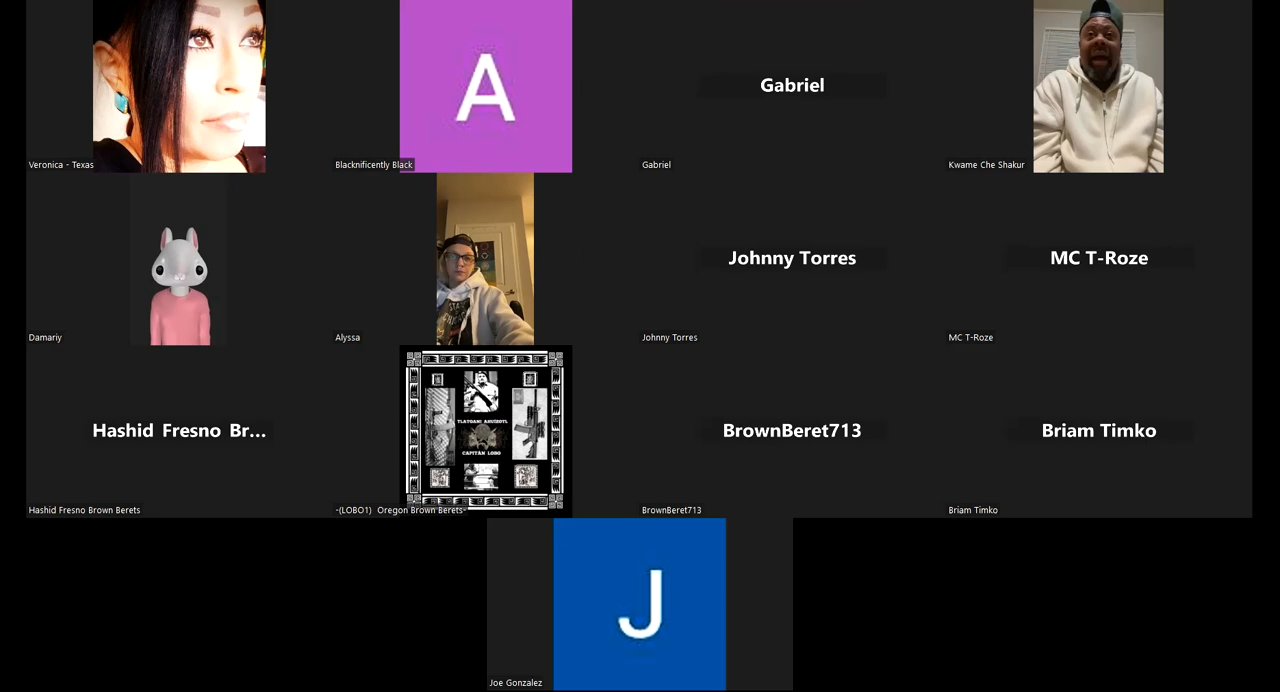 Veronica - Texas
A
Blacknificently Black
Gabriel
Gabriel
Kwame Che Shakur
Damariy
Alyssa
Johnny Torres
Johnny Torres
MC T-Roze
MC T-Roze
Hashid Fresno Br...
Hashid Fresno Brown Berets
TLATOANI AHUIZOTL
CAPITÁN LOBO
-(LOBO1) Oregon Brown Berets-
BrownBeret713
BrownBeret713
Briam Timko
Briam Timko
J
Joe Gonzalez